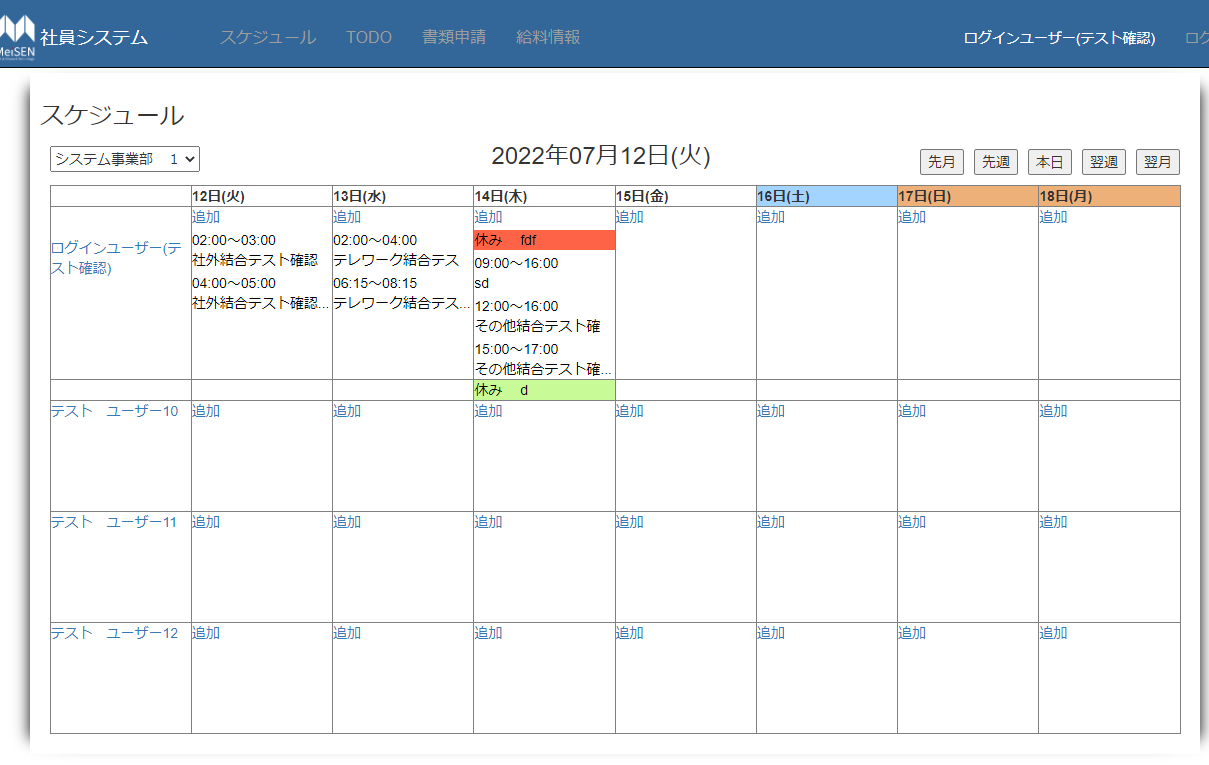 MeiSEN
社員システム スケジュール TODO 書類申請 給料情報 ログインユーザー(テスト確認) ログ
スケジュール
システム事業部 1 2022年07月12日(火) 先月 先週 本日 翌週 翌月
12日(火) 13日(水) 14日(木) 15日(金) 16日(土) 17日(日) 18日(月)
追加 追加 追加 追加 追加 追加 追加
ログインユーザー(テ
スト確認)
02:00～03:00
社外結合テスト確認
04:00～05:00
社外結合テスト確認...
02:00～04:00
テレワーク結合テス
06:15～08:15
テレワーク結合テス...
休み fdf
09:00～16:00
sd
12:00～16:00
その他結合テスト確
15:00～17:00
その他結合テスト確...
休み d
テスト ユーザー10 追加 追加 追加 追加 追加 追加 追加
テスト ユーザー11 追加 追加 追加 追加 追加 追加 追加
テスト ユーザー12 追加 追加 追加 追加 追加 追加 追加